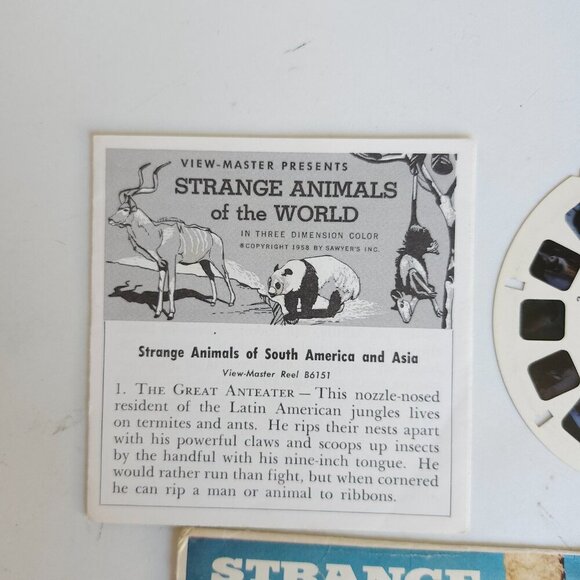 VIEW-MASTER PRESENTS
STRANGE ANIMALS
of the WORLD
IN THREE DIMENSION COLOR
©COPYRIGHT 1958 BY SAWYER'S INC.
Strange Animals of South America and Asia
View-Master Reel B6151
1. THE GREAT ANTEATER — This nozzle-nosed
resident of the Latin American jungles lives
on termites and ants. He rips their nests apart
with his powerful claws and scoops up insects
by the handful with his nine-inch tongue. He
would rather run than fight, but when cornered
he can rip a man or animal to ribbons.
STRANGE